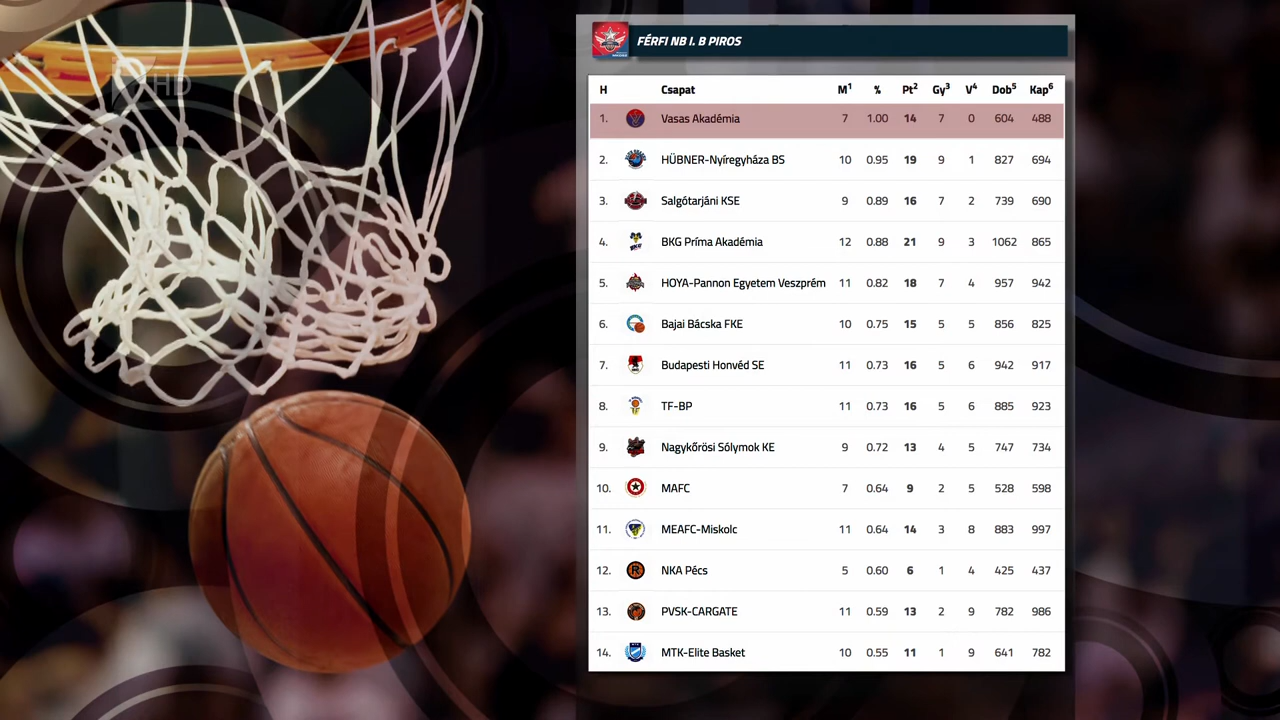 HD
FÉRFI NB I. B PIROS
H Csapat M¹ % Pt² Gy³ V⁴ Dob⁵ Kap⁶
1. Vasas Akadémia 7 1.00 14 7 0 604 488
2. HÜBNER-Nyíregyháza BS 10 0.95 19 9 1 827 694
3. Salgótarjáni KSE 9 0.89 16 7 2 739 690
4. BKG Príma Akadémia 12 0.88 21 9 3 1062 865
5. HOYA-Pannon Egyetem Veszprém 11 0.82 18 7 4 957 942
6. Bajai Bácska FKE 10 0.75 15 5 5 856 825
7. Budapesti Honvéd SE 11 0.73 16 5 6 942 917
8. TF-BP 11 0.73 16 5 6 885 923
9. Nagykőrösi Sólymok KE 9 0.72 13 4 5 747 734
10. MAFC 7 0.64 9 2 5 528 598
11. MEAFC-Miskolc 11 0.64 14 3 8 883 997
12. NKA Pécs 5 0.60 6 1 4 425 437
13. PVSK-CARGATE 11 0.59 13 2 9 782 986
14. MTK-Elite Basket 10 0.55 11 1 9 641 782